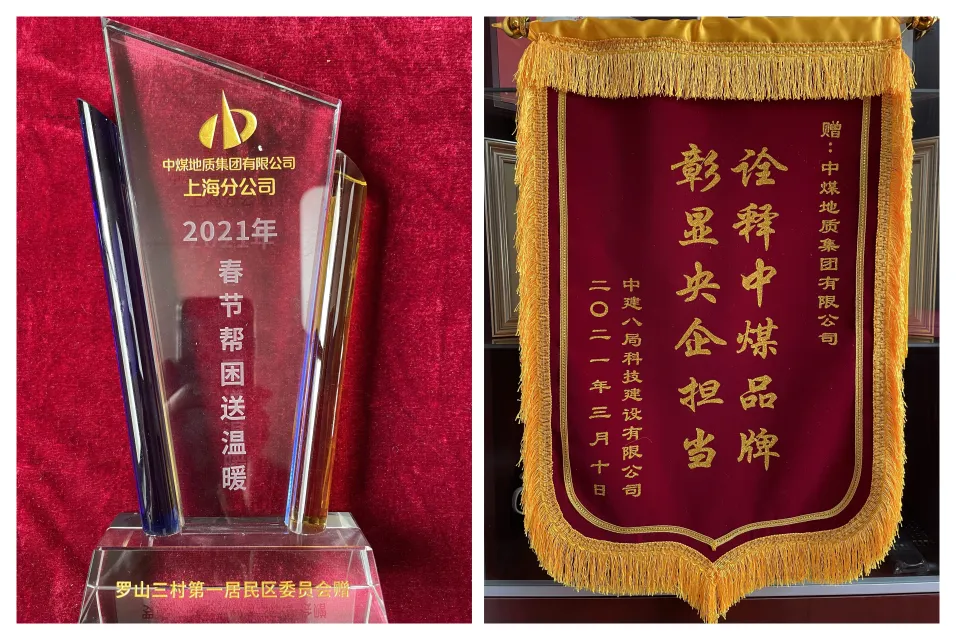 中煤地质集团有限公司
上海分公司
2021年
春节帮困送温暖
罗山三村第一居民区委员会赠
赠：中煤地质集团有限公司
诠释中煤品牌
彰显央企担当
中建八局科技建设有限公司
二〇二一年三月十日